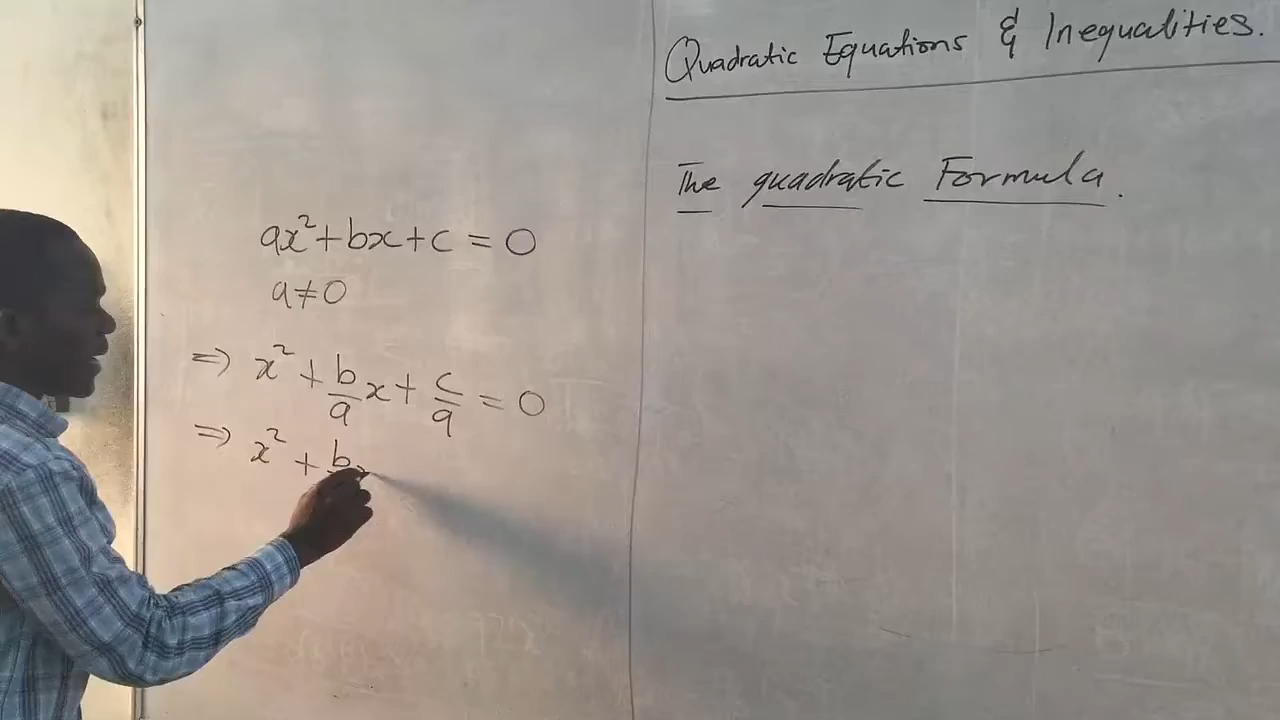 Quadratic Equations & Inequalities.
The quadratic Formula.
ax²+bx+c = 0
a≠0
⇒ x² + b/a x + c/a = 0
⇒ x² + b